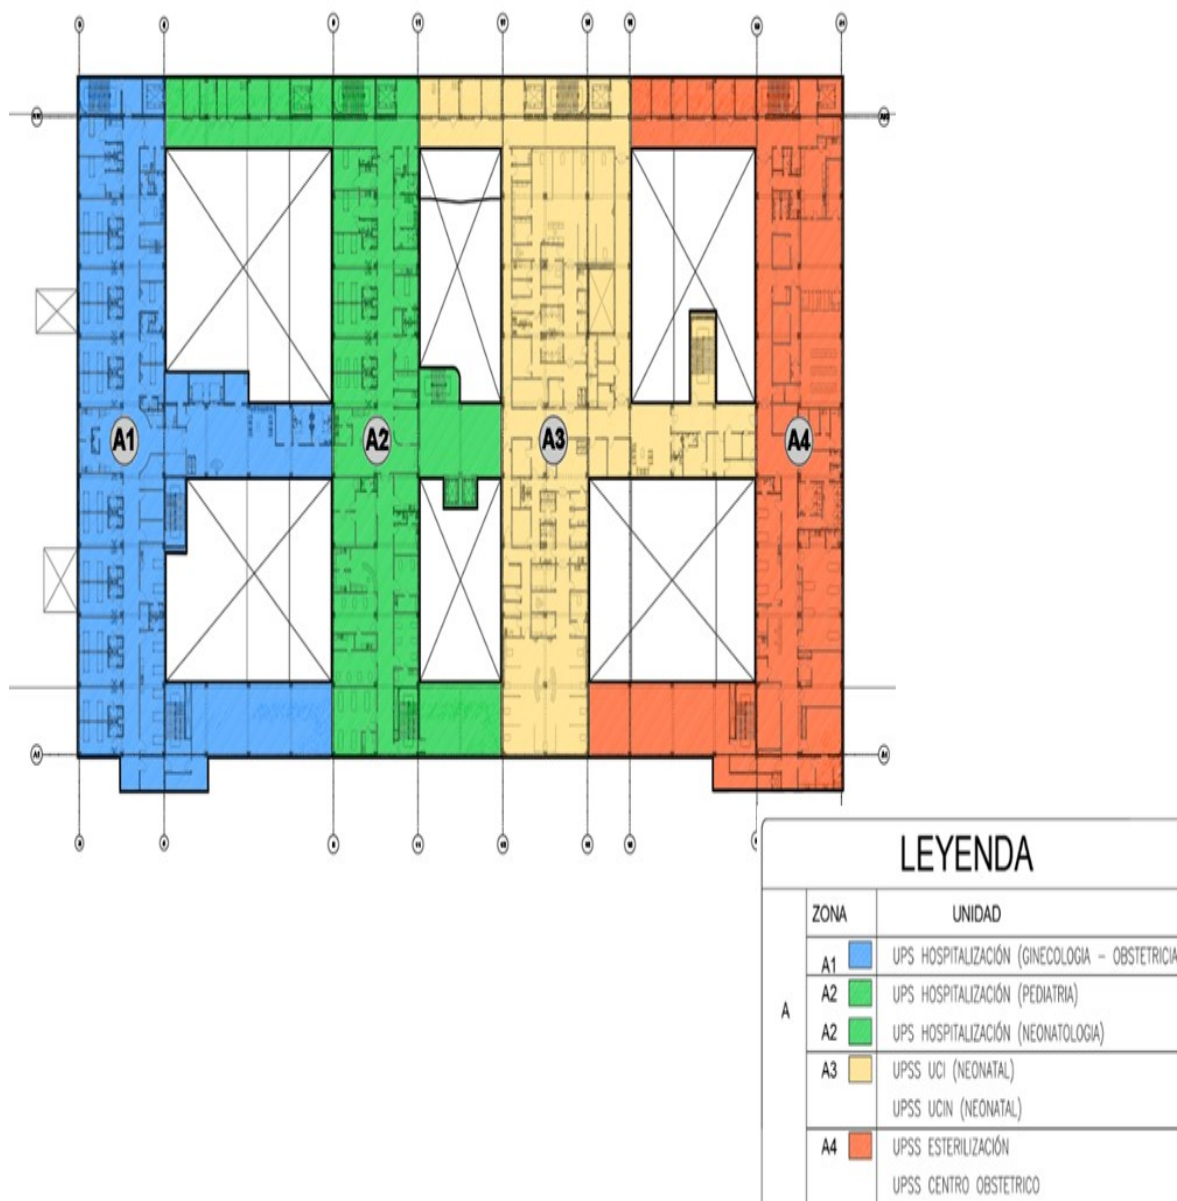 A1
A2
A3
A4
LEYENDA
ZONA UNIDAD
A
A1 UPS HOSPITALIZACIÓN (GINECOLOGIA – OBSTETRICIA
A2 UPS HOSPITALIZACIÓN (PEDIATRIA)
A2 UPS HOSPITALIZACIÓN (NEONATOLOGIA)
A3 UPSS UCI (NEONATAL)
UPSS UCIN (NEONATAL)
A4 UPSS ESTERILIZACIÓN
UPSS CENTRO OBSTETRICO